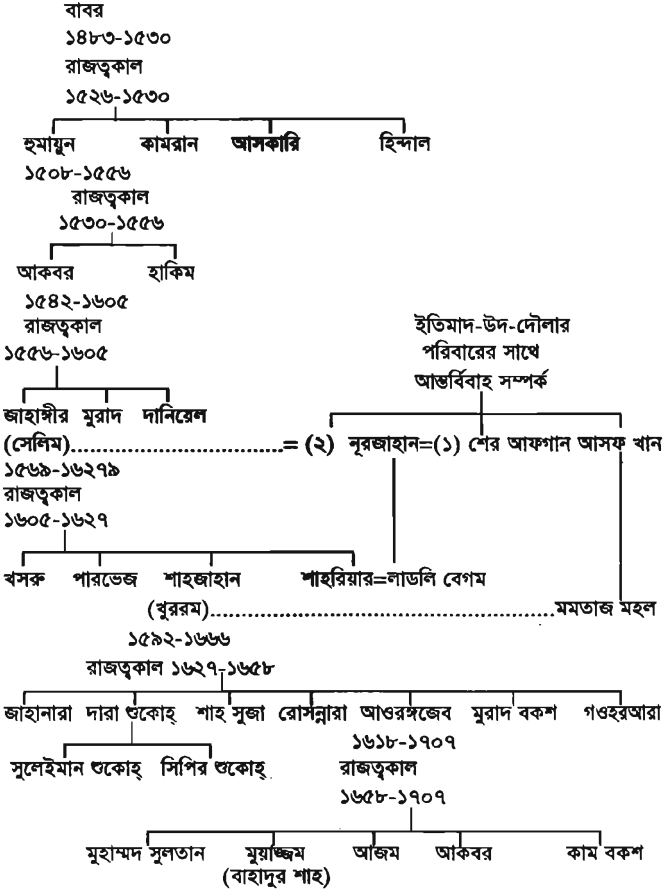 বাবর
১৪৮৩-১৫৩০
রাজত্বকাল
১৫২৬-১৫৩০
হুমায়ুন কামরান আসকারি হিন্দাল
১৫০৮-১৫৫৬
রাজত্বকাল
১৫৩০-১৫৫৬
আকবর হাকিম
১৫৪২-১৬০৫
রাজত্বকাল
১৫৫৬-১৬০৫
ইতিমাদ-উদ-দৌলার
পরিবারের সাথে
আন্তর্বিবাহ সম্পর্ক
জাহাঙ্গীর মুরাদ দানিয়েল
(সেলিম)..............................= (২) নূরজাহান=(১) শের আফগান আসফ খান
১৫৬৯-১৬২৭৯
রাজত্বকাল
১৬০৫-১৬২৭
খসরু পারভেজ শাহজাহান শাহরিয়ার=লাডলি বেগম
(খুররম)..................................................মমতাজ মহল
১৫৯২-১৬৬৬
রাজত্বকাল ১৬২৭-১৬৫৮
জাহানারা দারা শুকোহ্ শাহ সুজা রোসন্নারা আওরঙ্গজেব মুরাদ বকশ গওহরআরা
১৬১৮-১৭০৭
সুলেইমান শুকোহ্ সিপির শুকোহ্ রাজত্বকাল
১৬৫৮-১৭০৭
মুহাম্মদ সুলতান মুয়াজ্জম আজম আকবর কাম বকশ
(বাহাদুর শাহ)